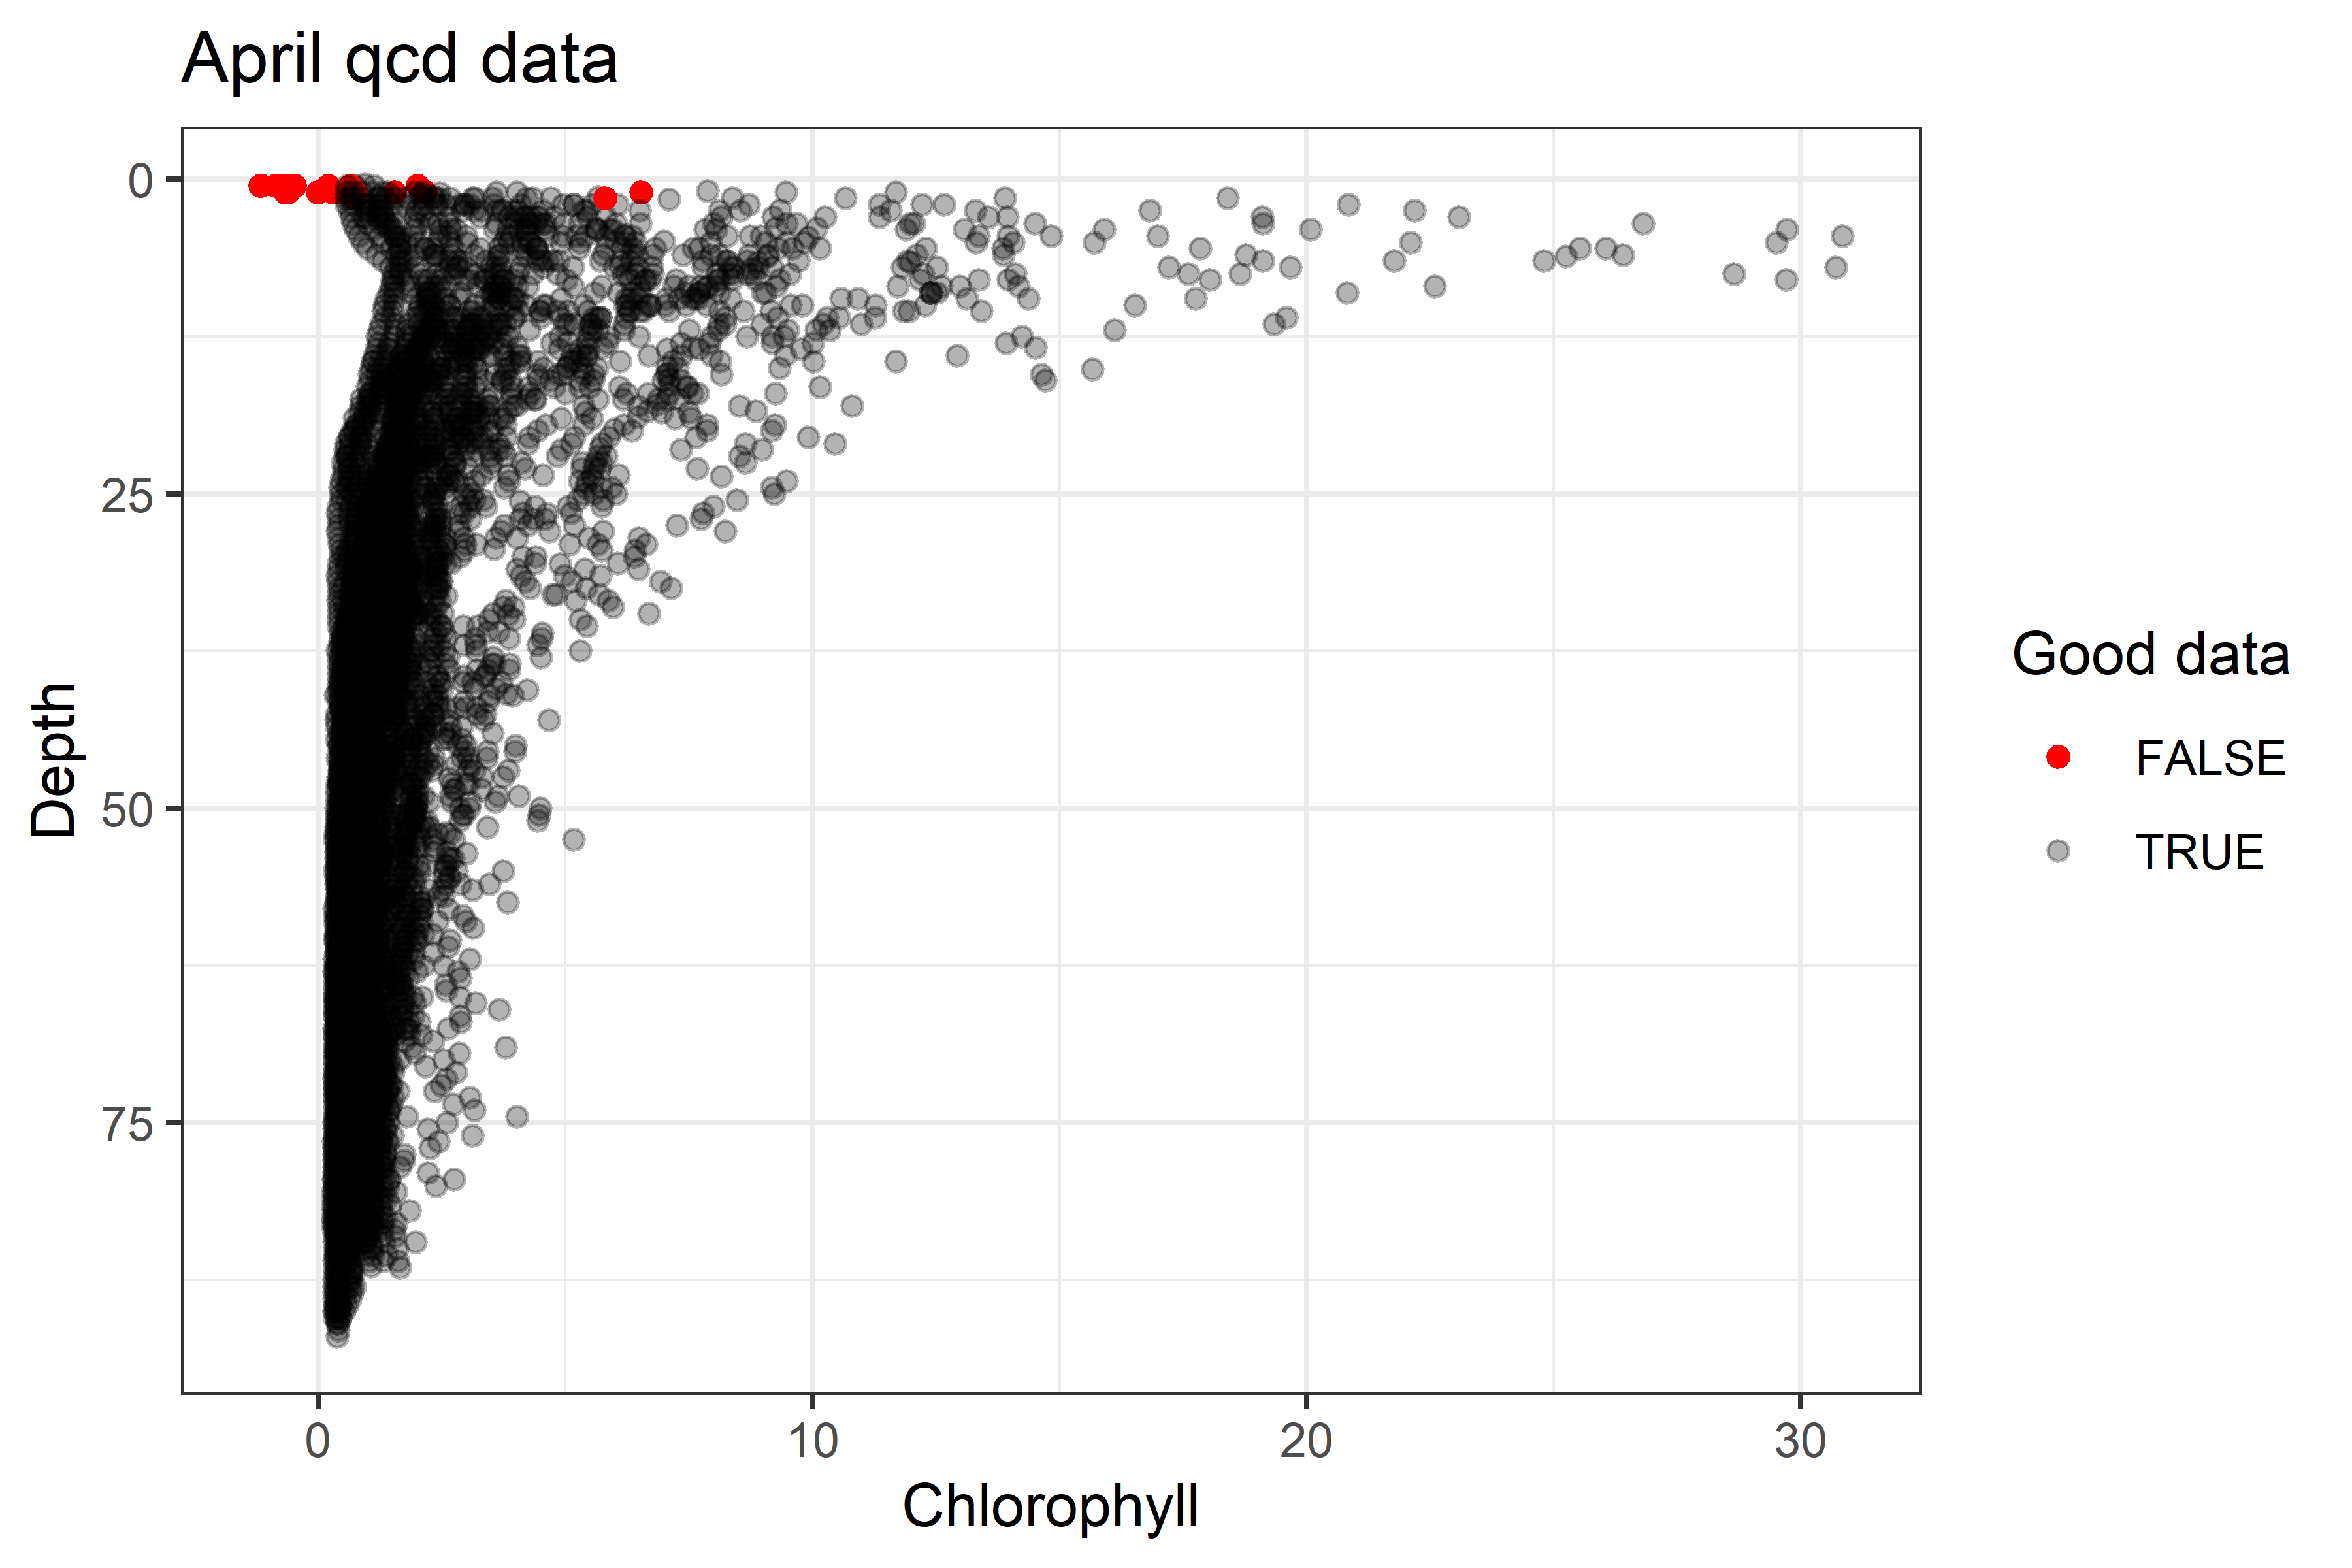 April qcd data
0
25
50
75
Depth
0 10 20 30
Chlorophyll
Good data
FALSE
TRUE